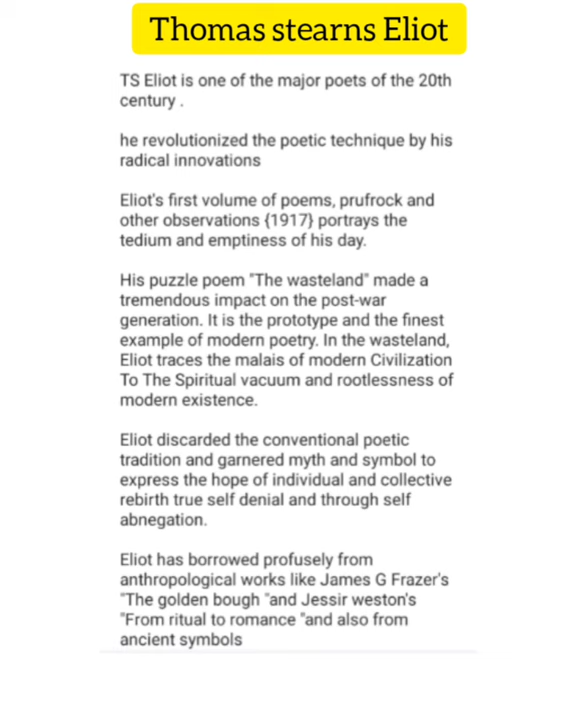 Thomas stearns Eliot
TS Eliot is one of the major poets of the 20th
century .
he revolutionized the poetic technique by his
radical innovations
Eliot's first volume of poems, prufrock and
other observations {1917} portrays the
tedium and emptiness of his day.
His puzzle poem "The wasteland" made a
tremendous impact on the post-war
generation. It is the prototype and the finest
example of modern poetry. In the wasteland,
Eliot traces the malais of modern Civilization
To The Spiritual vacuum and rootlessness of
modern existence.
Eliot discarded the conventional poetic
tradition and garnered myth and symbol to
express the hope of individual and collective
rebirth true self denial and through self
abnegation.
Eliot has borrowed profusely from
anthropological works like James G Frazer's
"The golden bough "and Jessir weston's
"From ritual to romance "and also from
ancient symbols